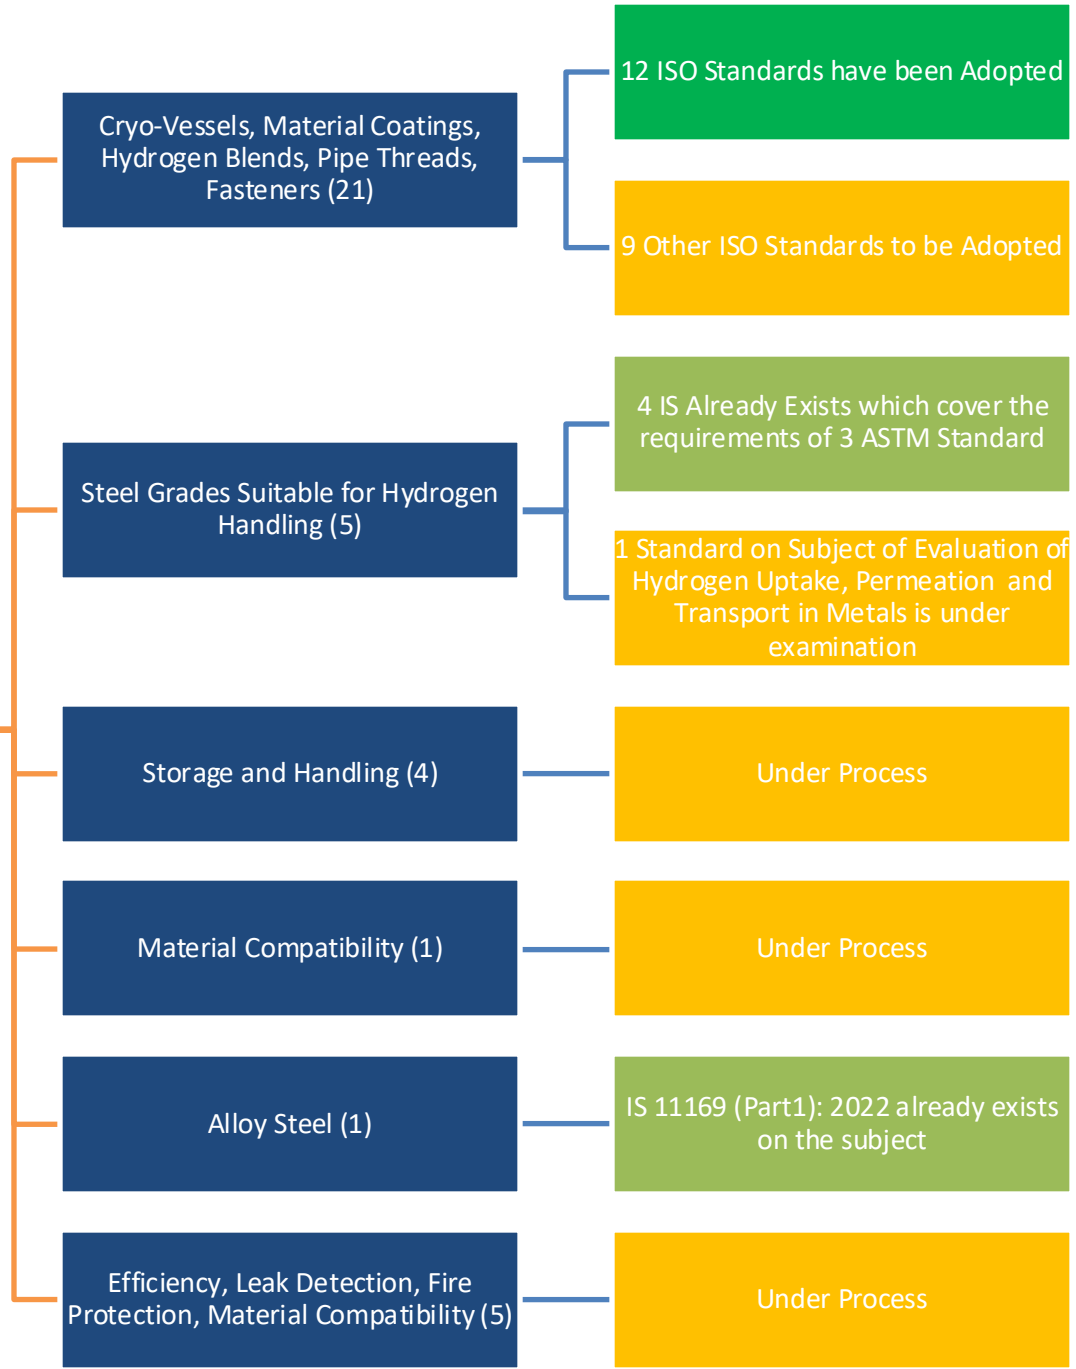 12 ISO Standards have been Adopted
Cryo-Vessels, Material Coatings,
Hydrogen Blends, Pipe Threads,
Fasteners (21)
9 Other ISO Standards to be Adopted
4 IS Already Exists which cover the
requirements of 3 ASTM Standard
Steel Grades Suitable for Hydrogen
Handling (5)
1 Standard on Subject of Evaluation of
Hydrogen Uptake, Permeation and
Transport in Metals is under
examination
Storage and Handling (4)
Under Process
Material Compatibility (1)
Under Process
Alloy Steel (1)
IS 11169 (Part1): 2022 already exists
on the subject
Efficiency, Leak Detection, Fire
Protection, Material Compatibility (5)
Under Process